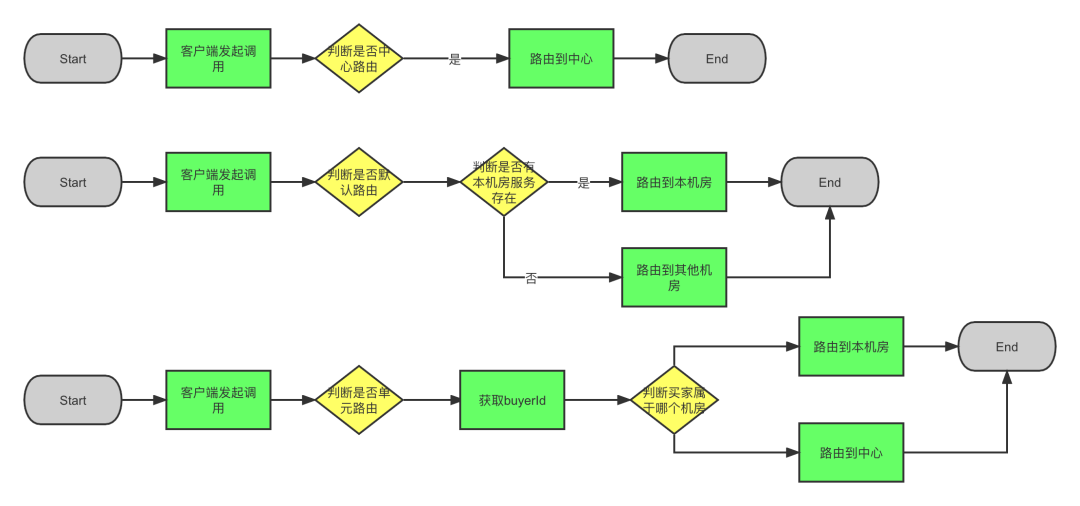 Start
客户端发起调
用
判断是否中
心路由
是
路由到中心
End
Start
客户端发起调
用
判断是否默
认路由
判断是否有
本机房服务
存在
是
路由到本机房
End
否
路由到其他机
房
Start
客户端发起调
用
判断是否单
元路由
获取buyerId
判断买家属
于哪个机房
路由到本机房
End
路由到中心